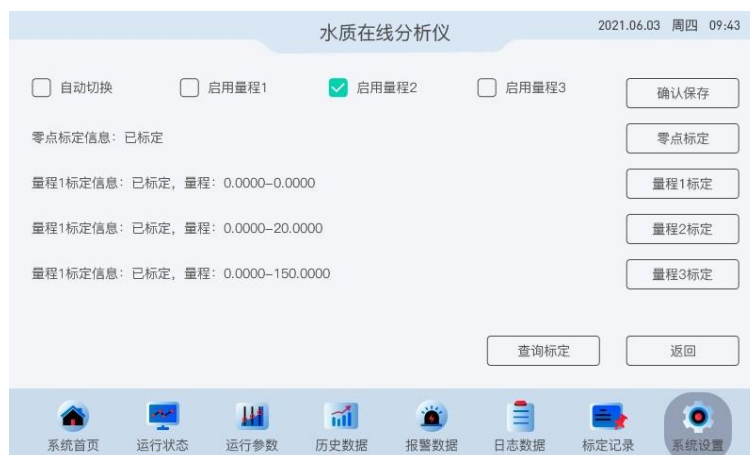 水质在线分析仪
2021.06.03 周四 09:43
自动切换 启用量程1 启用量程2 启用量程3 确认保存
零点标定信息：已标定 零点标定
量程1标定信息：已标定，量程：0.0000-0.0000 量程1标定
量程1标定信息：已标定，量程：0.0000-20.0000 量程2标定
量程1标定信息：已标定，量程：0.0000-150.0000 量程3标定
查询标定 返回
系统首页 运行状态 运行参数 历史数据 报警数据 日志数据 标定记录 系统设置